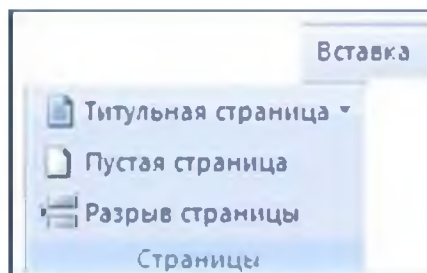 Вставка
Титульная страница
Пустая страница
Разрыв страницы
Страницы